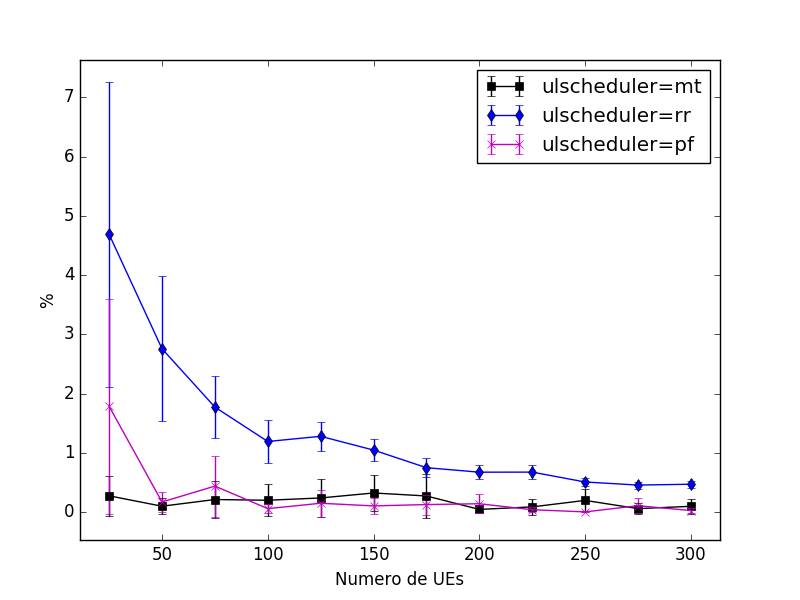 ulscheduler=mt
ulscheduler=rr
ulscheduler=pf
7
6
5
4
3
2
1
0
%
50 100 150 200 250 300
Numero de UEs